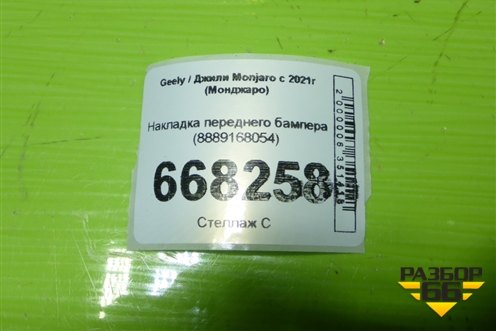 Geely / Джили Monjaro с 2021г
(Монджаро)
Накладка переднего бампера
(8889168054)
668258
Стеллаж С
РАЗБОР
66